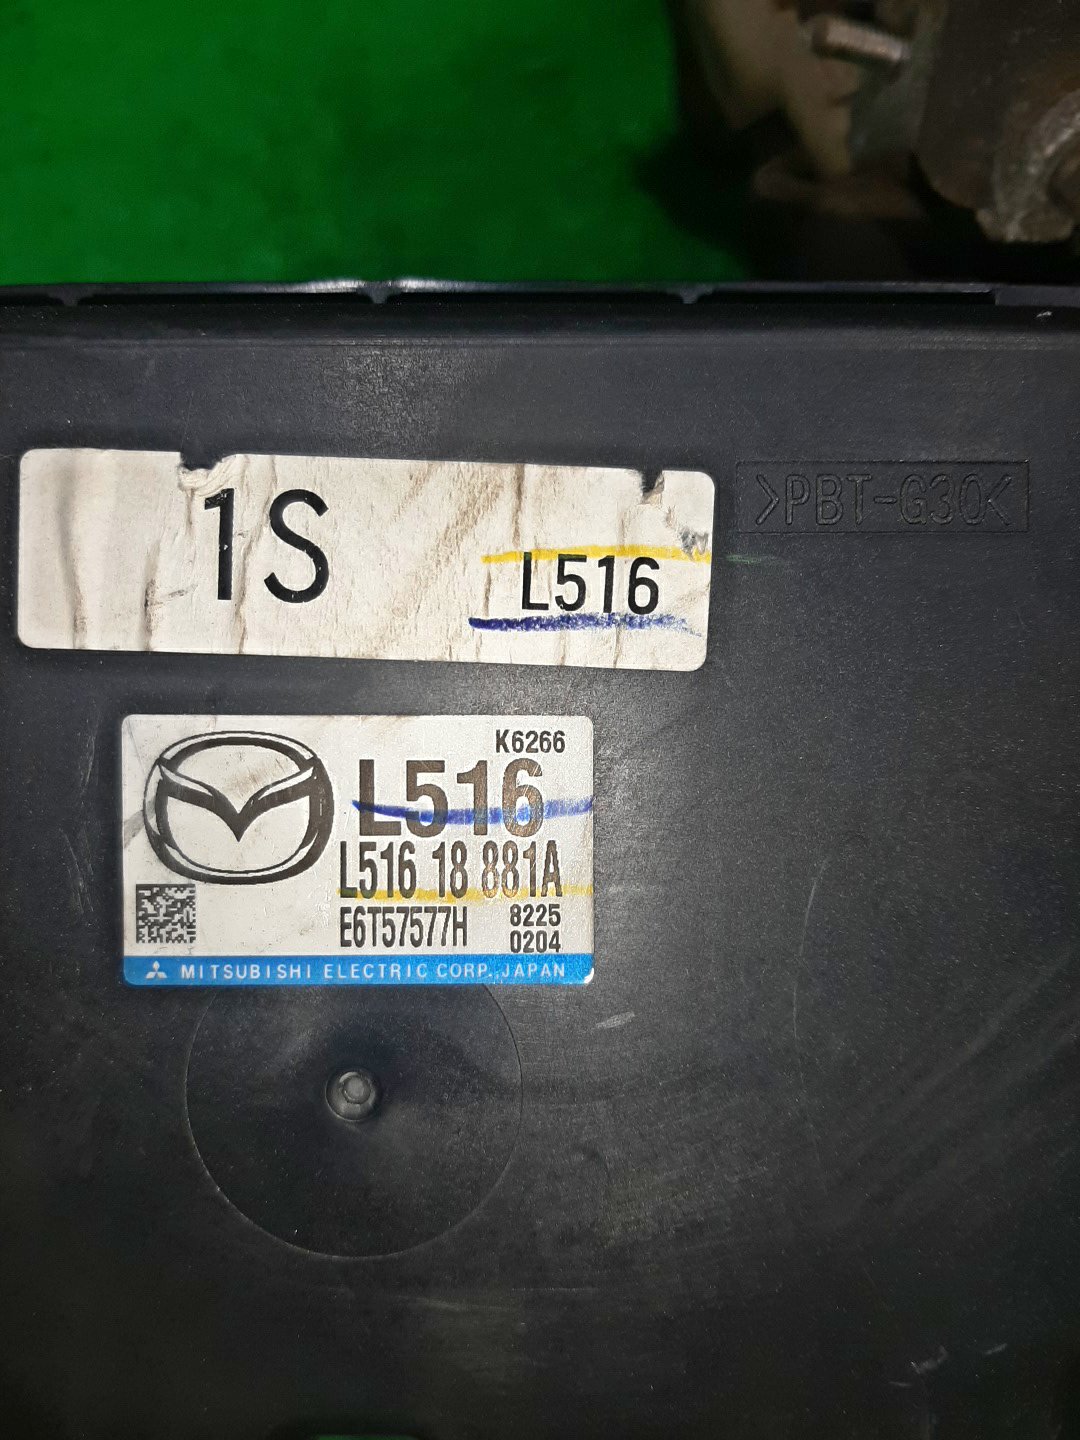 1S
L516
>PBT-G30<
K6266
L516
L516 18 881A
E6T57577H 8225
0204
MITSUBISHI ELECTRIC CORP., JAPAN